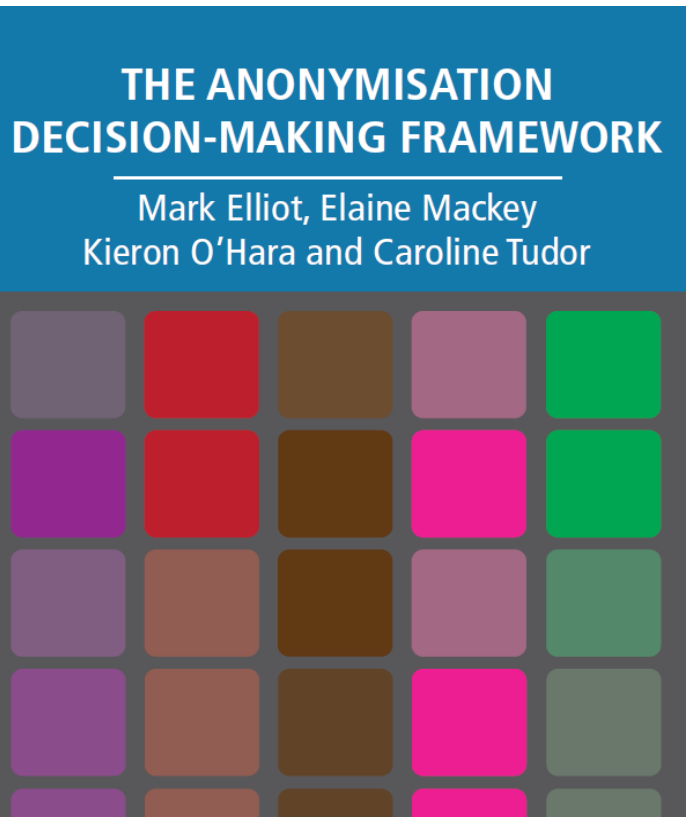 THE ANONYMISATION
DECISION-MAKING FRAMEWORK
Mark Elliot, Elaine Mackey
Kieron O’Hara and Caroline Tudor